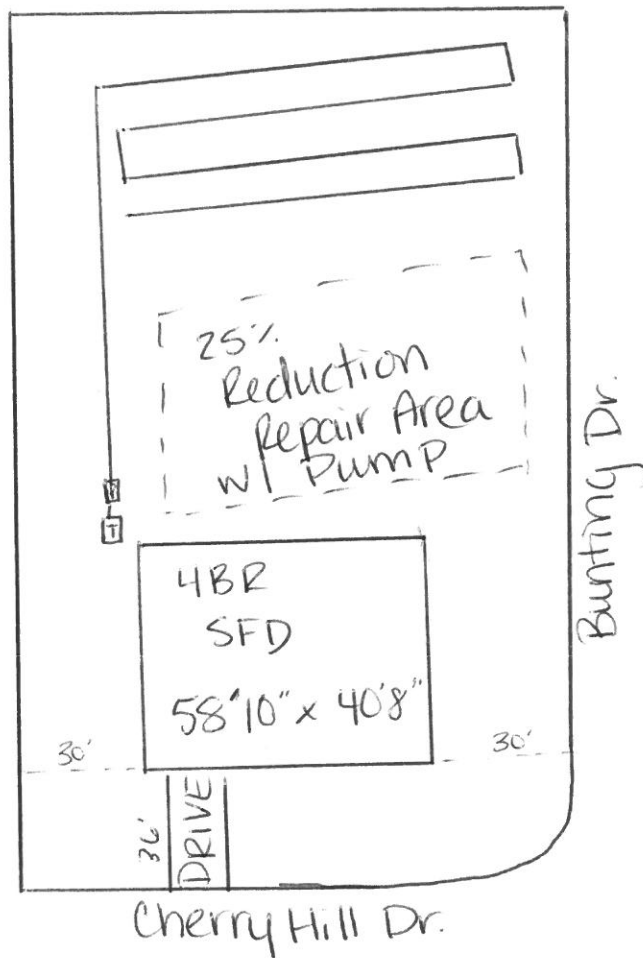 25%
Reduction
Repair Area
w/ Pump
T
4BR
SFD
58'10" x 40'8"
30'
30'
36'
DRIVE
Bunting Dr.
Cherry Hill Dr.